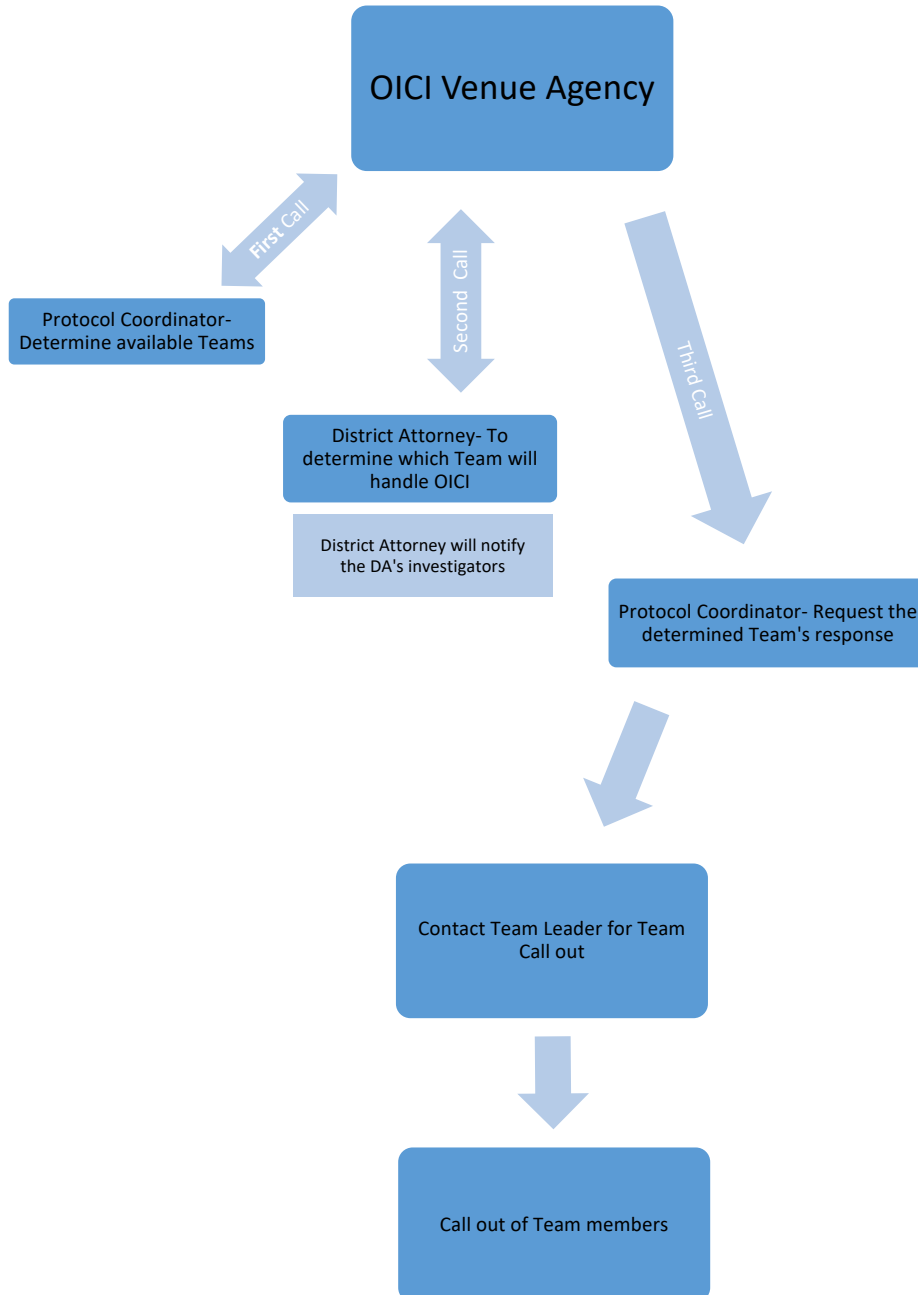 OICI Venue Agency
First Call
Second Call
Third Call
Protocol Coordinator-
Determine available Teams
District Attorney- To
determine which Team will
handle OICI
District Attorney will notify
the DA's investigators
Protocol Coordinator- Request the
determined Team's response
Contact Team Leader for Team
Call out
Call out of Team members